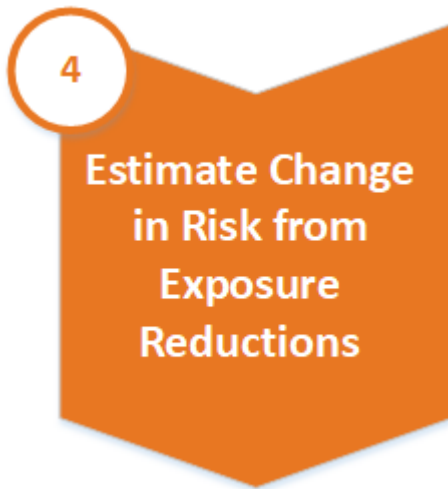 4
Estimate Change
in Risk from
Exposure
Reductions